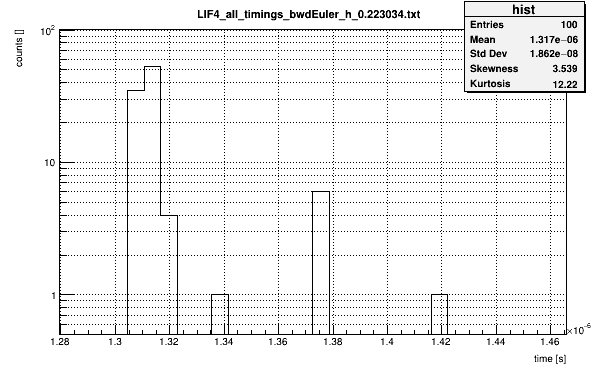 LIF4_all_timings_bwdEuler_h_0.223034.txt
hist
Entries 100
Mean 1.317e−06
Std Dev 1.862e−08
Skewness 3.539
Kurtosis 12.22
counts []
10²
10
1
1.28 1.3 1.32 1.34 1.36 1.38 1.4 1.42 1.44 1.46
×10⁻⁶
time [s]